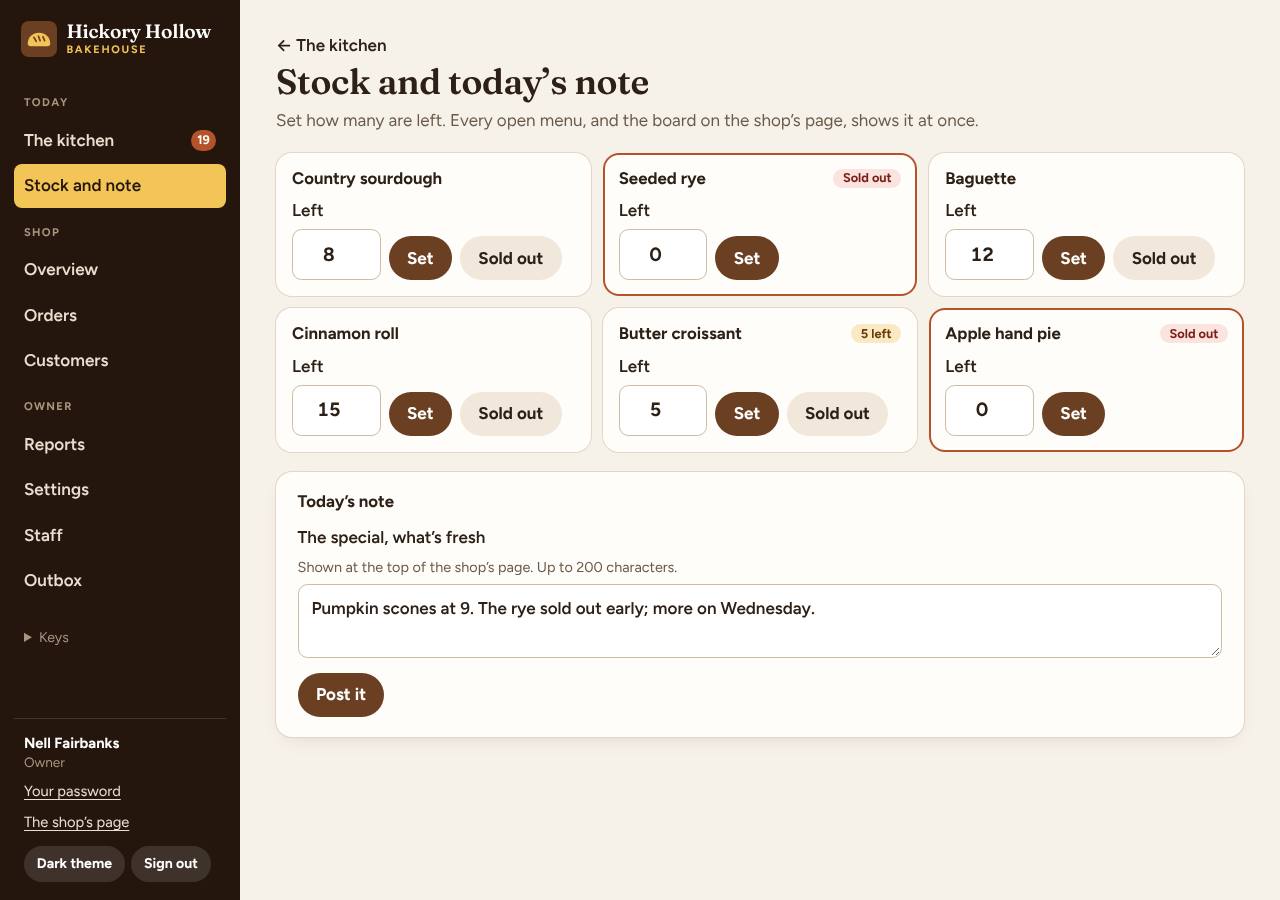 Hickory Hollow
BAKEHOUSE
TODAY
The kitchen 19
Stock and note
SHOP
Overview
Orders
Customers
OWNER
Reports
Settings
Staff
Outbox
Keys
Nell Fairbanks
Owner
Your password
The shop’s page
Dark theme Sign out
← The kitchen
Stock and today’s note
Set how many are left. Every open menu, and the board on the shop’s page, shows it at once.
Country sourdough
Left
8 Set Sold out
Seeded rye Sold out
Left
0 Set
Baguette
Left
12 Set Sold out
Cinnamon roll
Left
15 Set Sold out
Butter croissant 5 left
Left
5 Set Sold out
Apple hand pie Sold out
Left
0 Set
Today’s note
The special, what’s fresh
Shown at the top of the shop’s page. Up to 200 characters.
Pumpkin scones at 9. The rye sold out early; more on Wednesday.
Post it